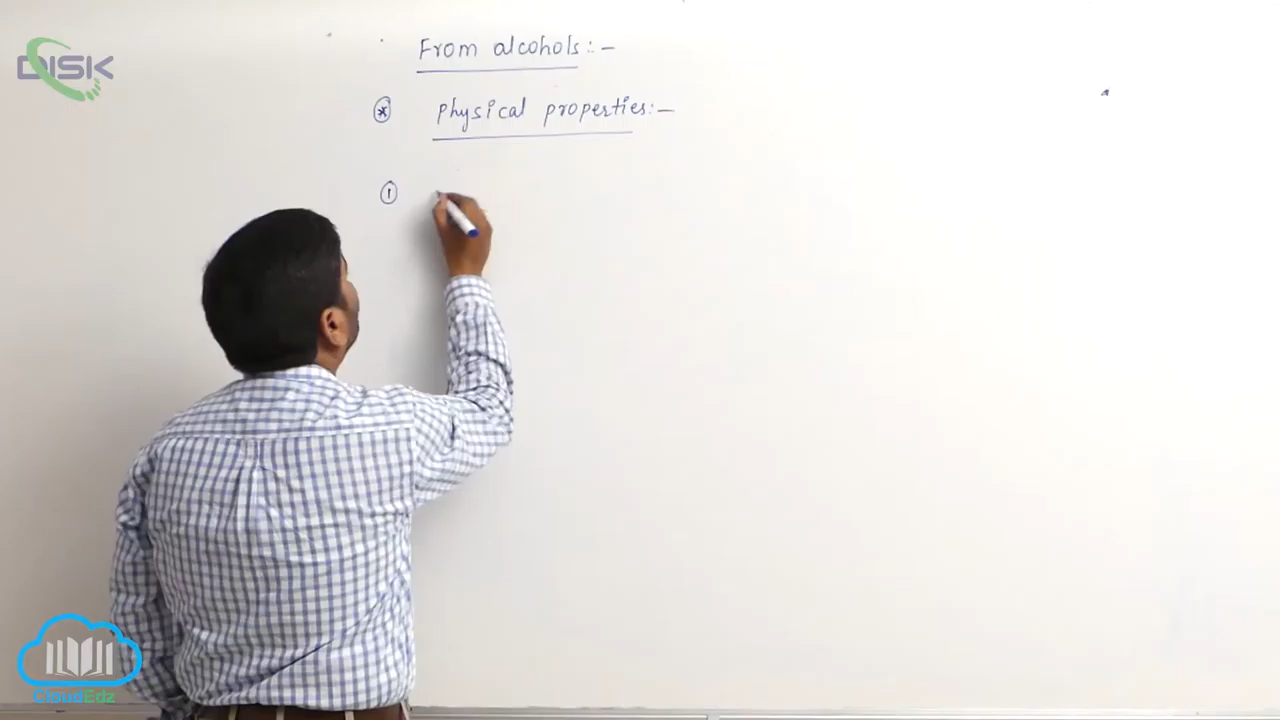 DISK
From alcohols:-
* Physical properties:-
1
CloudEdz